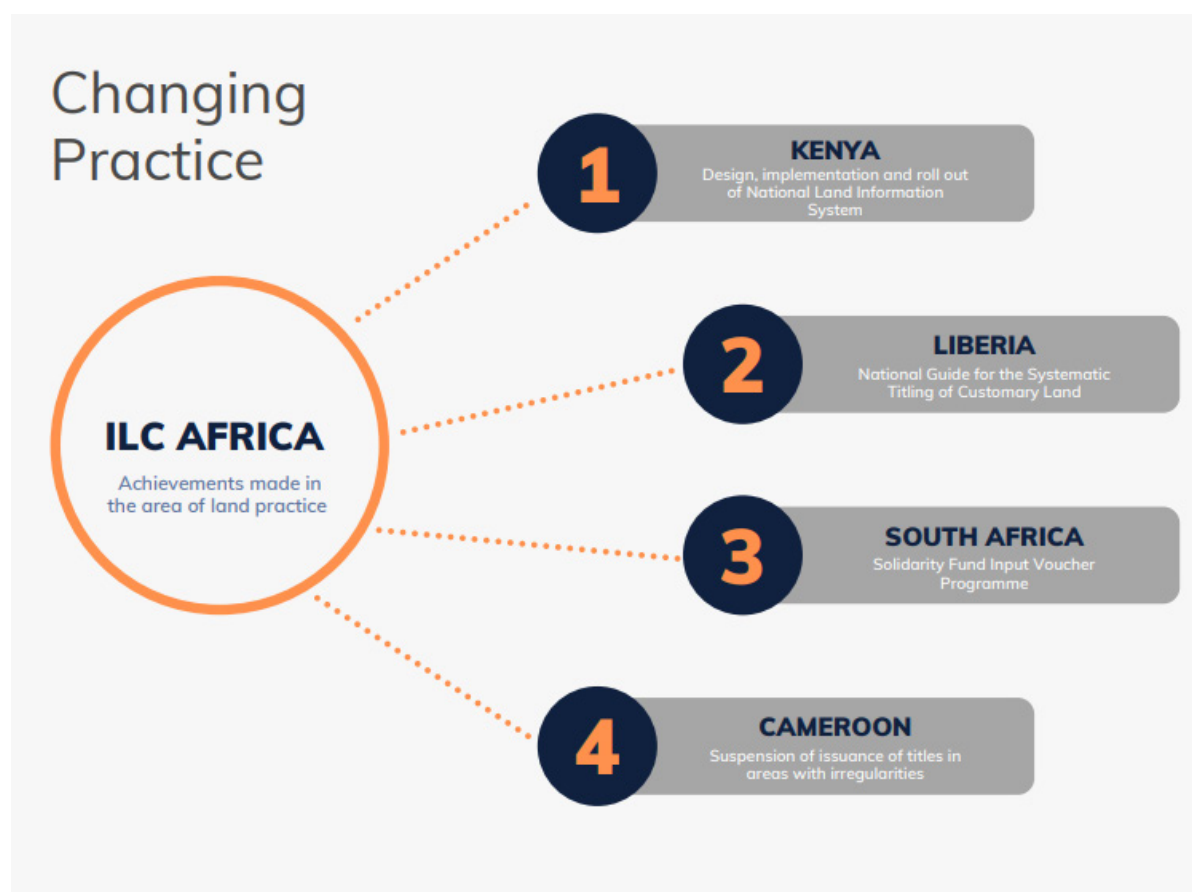 Changing
Practice
1
KENYA
Design, implementation and roll out
of National Land Information
System
2
LIBERIA
National Guide for the Systematic
Titling of Customary Land
ILC AFRICA
Achievements made in
the area of land practice
3
SOUTH AFRICA
Solidarity Fund Input Voucher
Programme
4
CAMEROON
Suspension of issuance of titles in
areas with irregularities